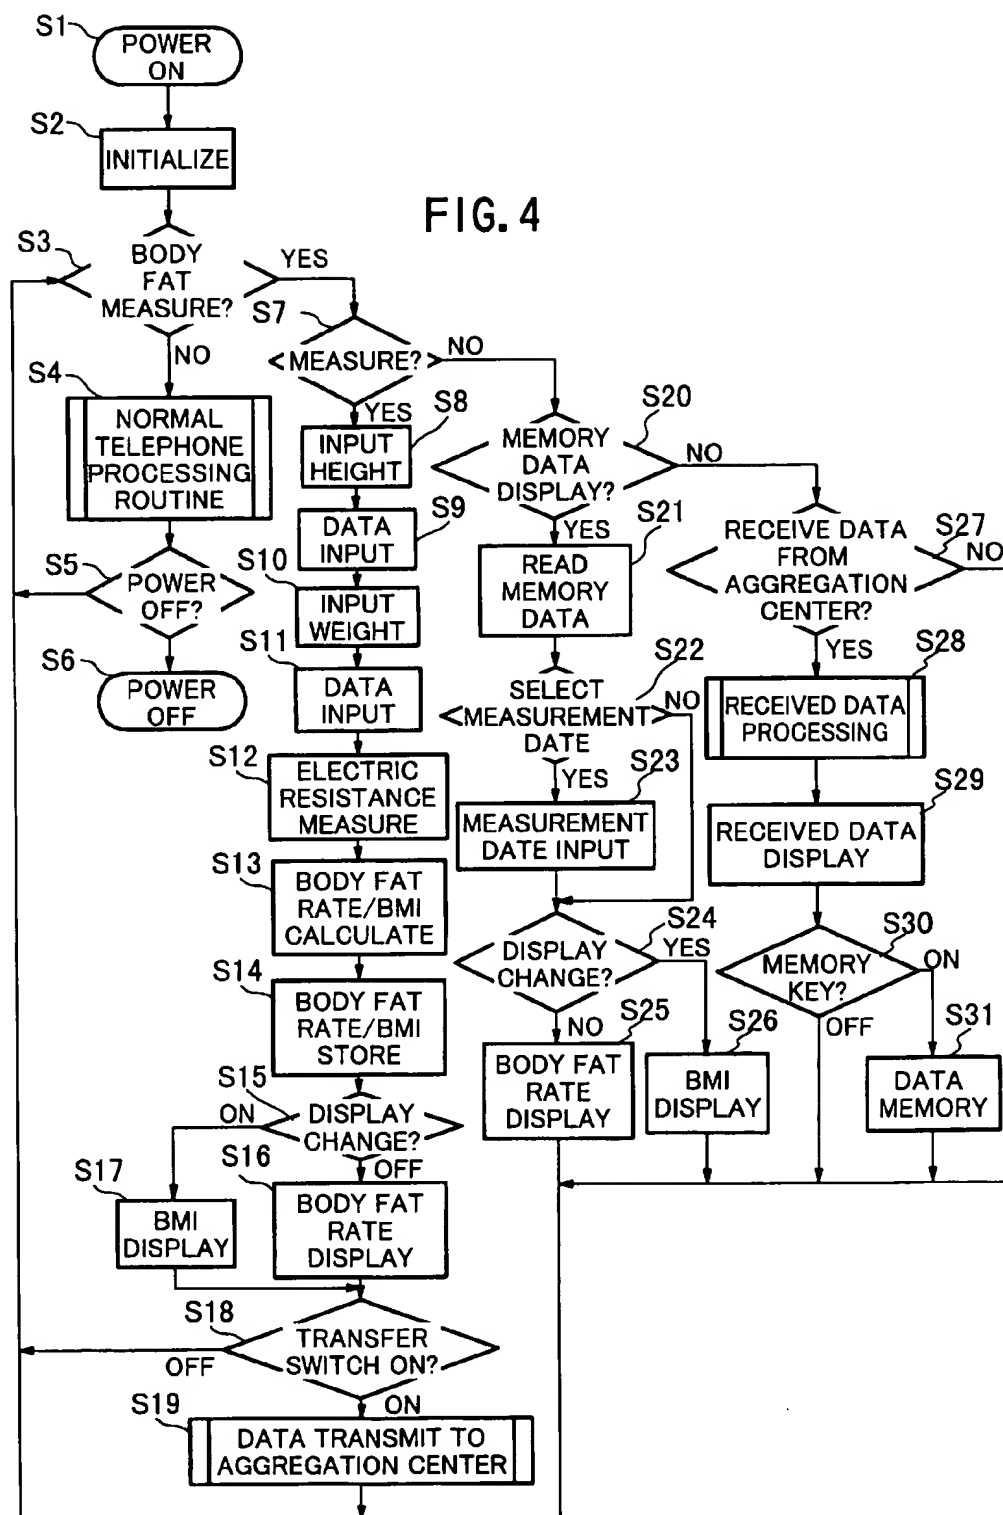 FIG. 4
S1
POWER
ON
S2
INITIALIZE
S3
BODY
FAT
MEASURE?
YES
NO
S4
NORMAL
TELEPHONE
PROCESSING
ROUTINE
S5
POWER
OFF?
S6
POWER
OFF
S7
MEASURE?
NO
YES
S8
INPUT
HEIGHT
S9
DATA
INPUT
S10
INPUT
WEIGHT
S11
DATA
INPUT
S12
ELECTRIC
RESISTANCE
MEASURE
S13
BODY FAT
RATE/BMI
CALCULATE
S14
BODY FAT
RATE/BMI
STORE
S15
DISPLAY
CHANGE?
ON
OFF
S16
BODY FAT
RATE
DISPLAY
S17
BMI
DISPLAY
S18
TRANSFER
SWITCH ON?
OFF
ON
S19
DATA TRANSMIT TO
AGGREGATION CENTER
S20
MEMORY
DATA
DISPLAY?
NO
YES
S21
READ
MEMORY
DATA
S22
SELECT
MEASUREMENT
DATE
NO
YES
S23
MEASUREMENT
DATE INPUT
S24
DISPLAY
CHANGE?
YES
NO
S25
BODY FAT
RATE
DISPLAY
S26
BMI
DISPLAY
S27
RECEIVE DATA
FROM
AGGREGATION
CENTER?
NO
YES
S28
RECEIVED DATA
PROCESSING
S29
RECEIVED DATA
DISPLAY
S30
MEMORY
KEY?
ON
OFF
S31
DATA
MEMORY